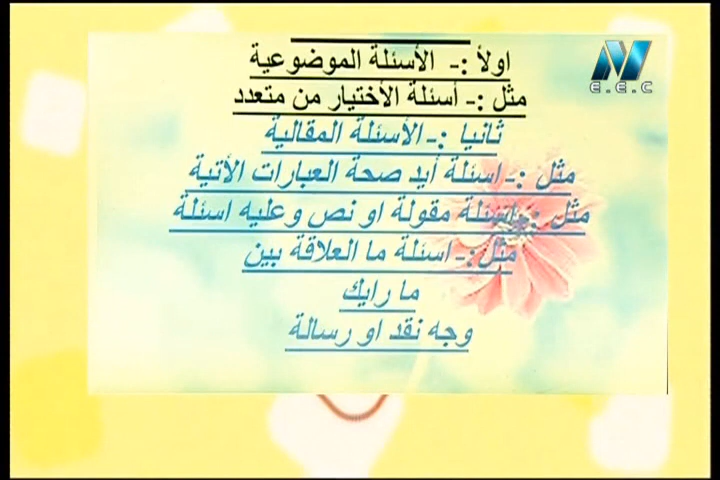 اولأ :- الأسئلة الموضوعية
مثل :- أسئلة الأختيار من متعدد
ثانيا :- الأسئلة المقالية
مثل :- اسئلة أيد صحة العبارات الأتية
مثل :- اسئلة مقولة او نص وعليه اسئلة
مثل :- اسئلة ما العلاقة بين
ما رايك
وجه نقد او رسالة
E.E.C